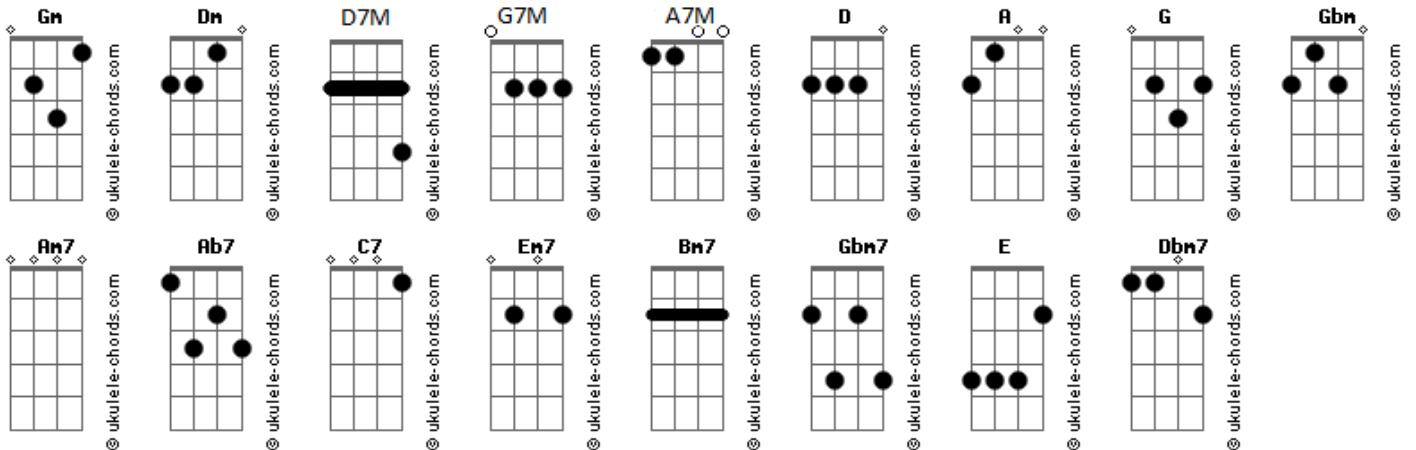 Gm Dm D7M G7M A7M D A G Gbm
© ukulele-chords.com © ukulele-chords.com © ukulele-chords.com © ukulele-chords.com © ukulele-chords.com © ukulele-chords.com © ukulele-chords.com © ukulele-chords.com © ukulele-chords.com
Am7 Ab7 C7 Em7 Bm7 Gbm7 E Dbm7
© ukulele-chords.com © ukulele-chords.com © ukulele-chords.com © ukulele-chords.com © ukulele-chords.com © ukulele-chords.com © ukulele-chords.com © ukulele-chords.com